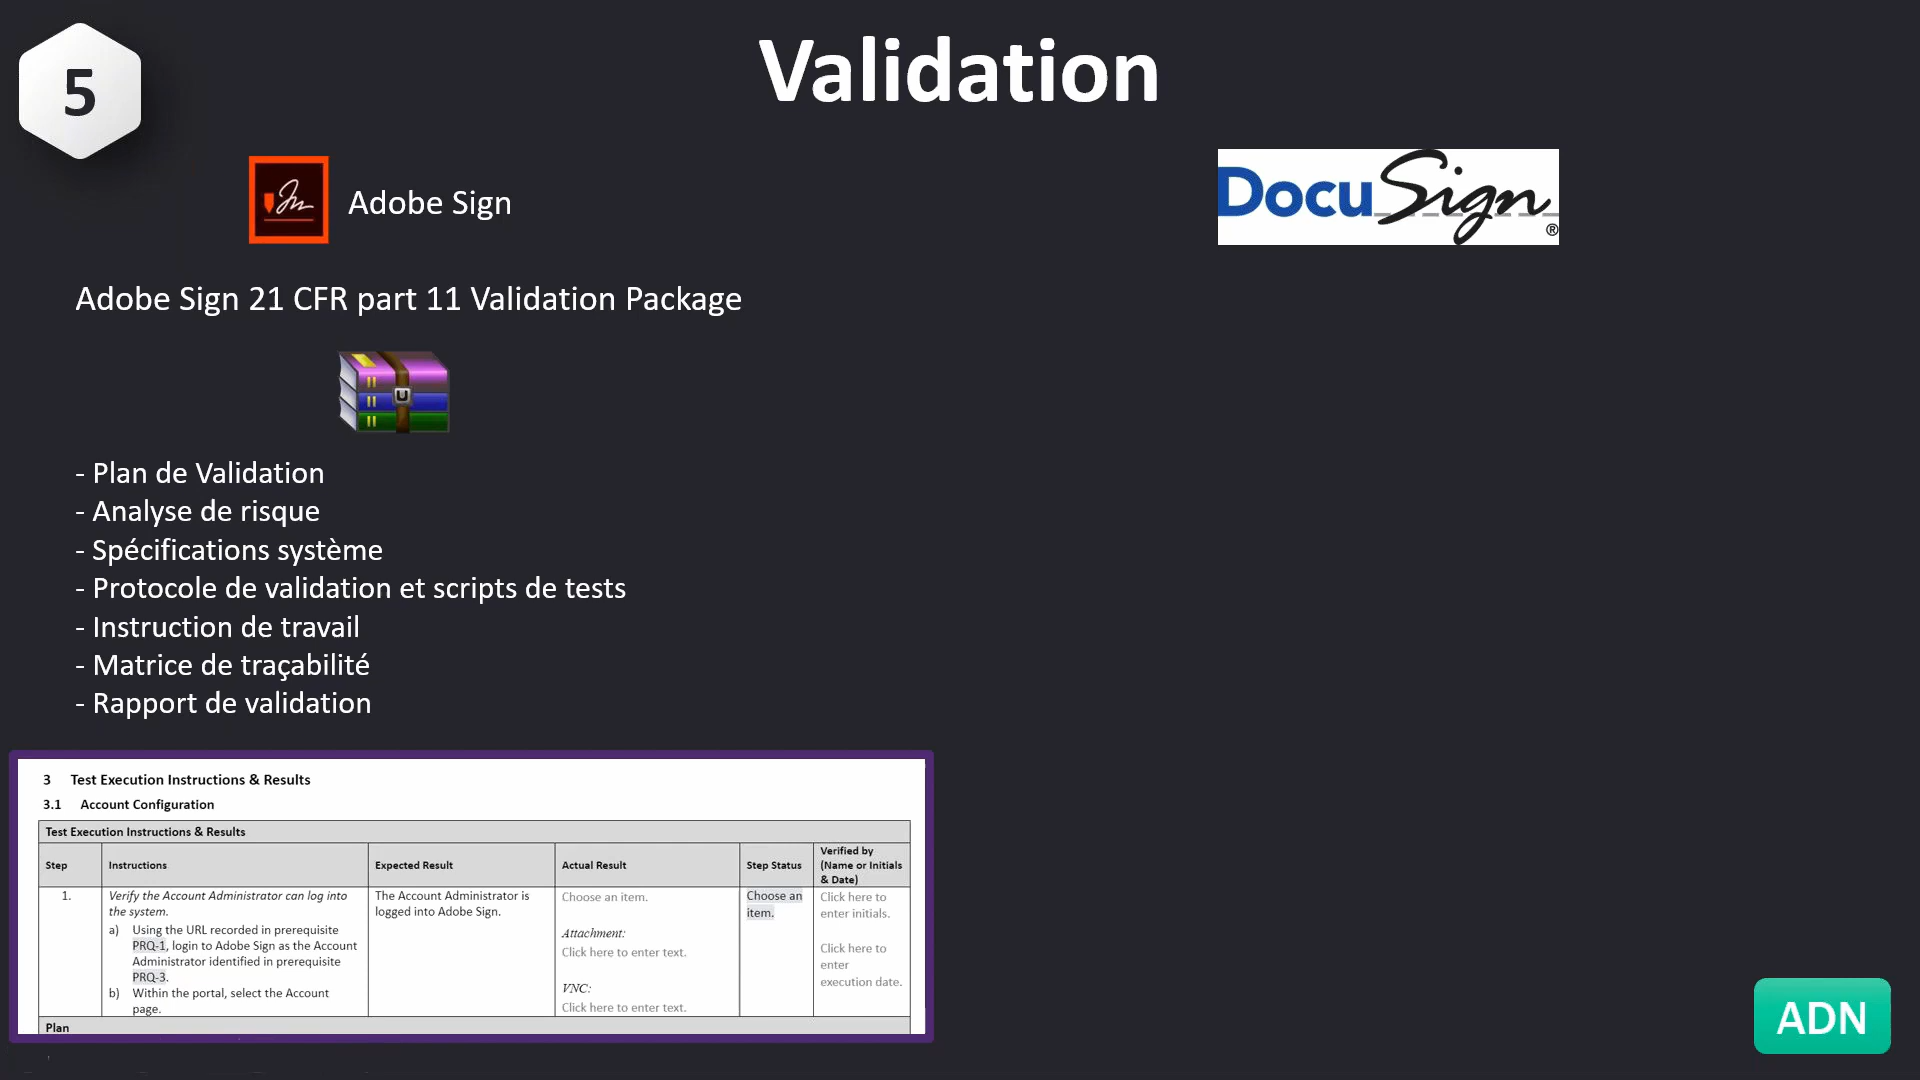 5
Validation
Adobe Sign
DocuSign®
Adobe Sign 21 CFR part 11 Validation Package
- Plan de Validation
- Analyse de risque
- Spécifications système
- Protocole de validation et scripts de tests
- Instruction de travail
- Matrice de traçabilité
- Rapport de validation
3 Test Execution Instructions & Results
3.1 Account Configuration
Test Execution Instructions & Results
Step
Instructions
Expected Result
Actual Result
Step Status
Verified by
(Name or Initials
& Date)
1.
Verify the Account Administrator can log into
the system.
a) Using the URL recorded in prerequisite
PRQ-1, login to Adobe Sign as the Account
Administrator identified in prerequisite
PRQ-3.
b) Within the portal, select the Account
page.
The Account Administrator is
logged into Adobe Sign.
Choose an item.
Attachment:
Click here to enter text.
VNC:
Click here to enter text.
Choose an
item.
Click here to
enter initials.
Click here to
enter
execution date.
Plan
ADN